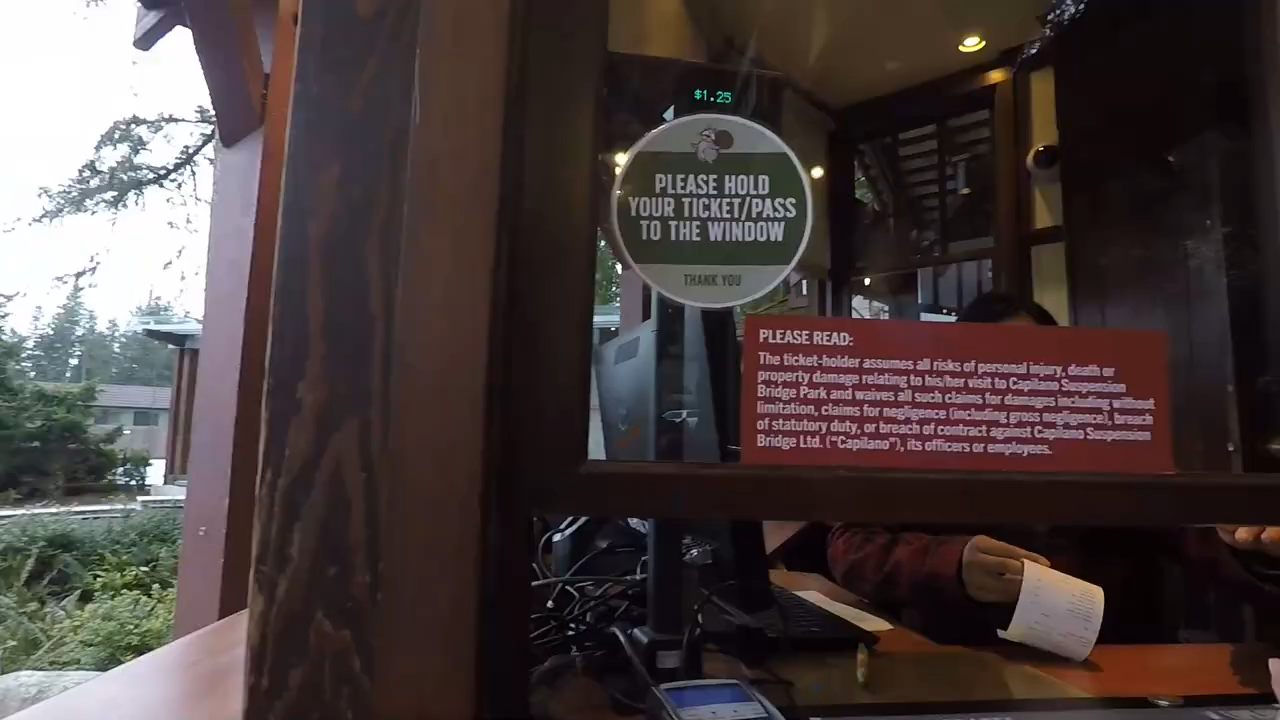 $1.25
PLEASE HOLD
YOUR TICKET/PASS
TO THE WINDOW
THANK YOU
PLEASE READ:
The ticket-holder assumes all risks of personal injury, death or
property damage relating to his/her visit to Capilano Suspension
Bridge Park and waives all such claims for damages including without
limitation, claims for negligence (including gross negligence), breach
of statutory duty, or breach of contract against Capilano Suspension
Bridge Ltd. (“Capilano”), its officers or employees.